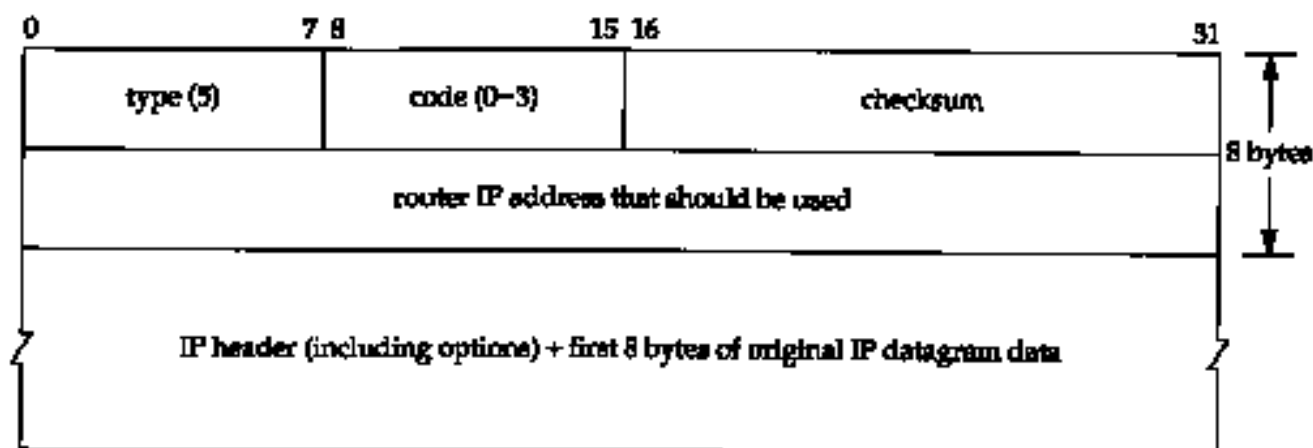 0 7 8 15 16 31
type (5) code (0–3) checksum
8 bytes
router IP address that should be used
IP header (including options) + first 8 bytes of original IP datagram data